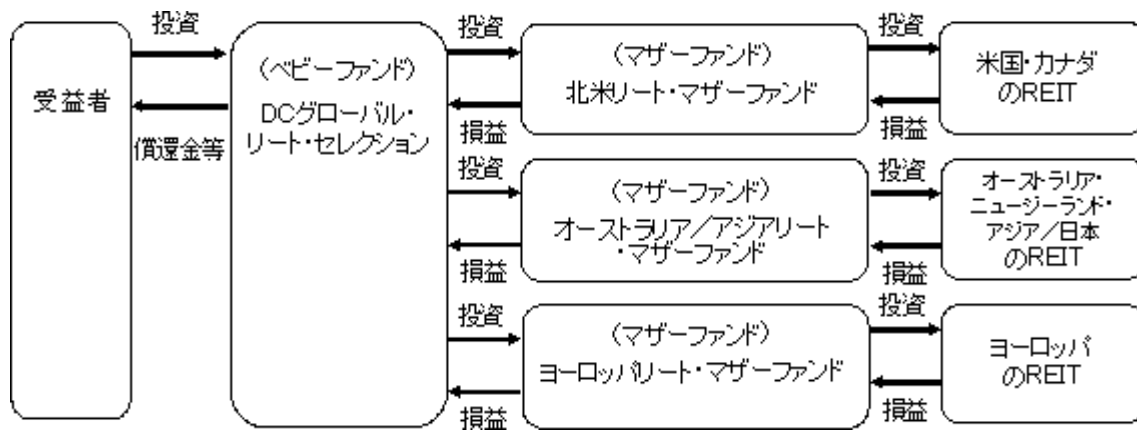 投資
受益者
償還金等
(ベビーファンド)
DCグローバル・
リート・セレクション
投資
損益
(マザーファンド)
北米リート・マザーファンド
投資
損益
米国・カナダ
のREIT
投資
損益
(マザーファンド)
オーストラリア/アジアリート
・マザーファンド
投資
損益
オーストラリア・
ニュージーランド・
アジア/日本
のREIT
投資
損益
(マザーファンド)
ヨーロッパリート・マザーファンド
投資
損益
ヨーロッパ
のREIT